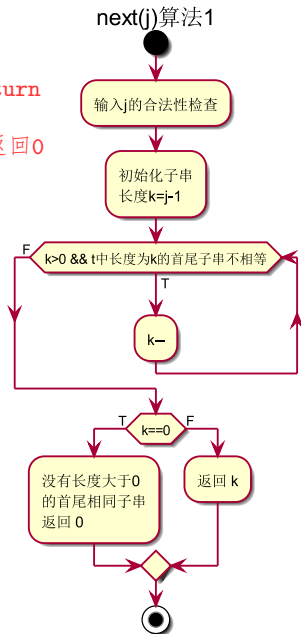 next(j)算法1
turn
返回0
输入j的合法性检查
初始化子串
长度k=j-1
F
k>0 && t中长度为k的首尾子串不相等
T
k--
T
k==0
F
没有长度大于0
的首尾相同子串
返回 0
返回 k